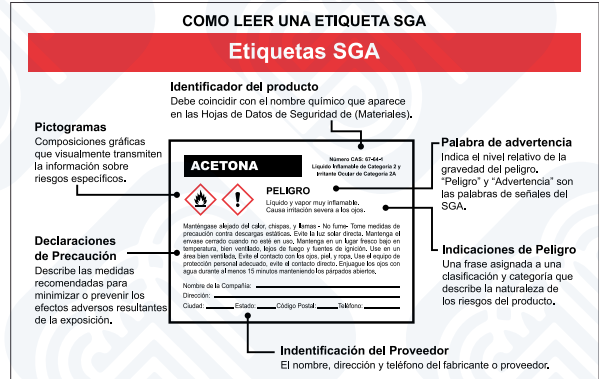 COMO LEER UNA ETIQUETA SGA
Etiquetas SGA
Identificador del producto
Debe coincidir con el nombre químico que aparece
en las Hojas de Datos de Seguridad de (Materiales).
Pictogramas
Composiciones gráficas
que visualmente transmiten
la información sobre
riesgos específicos.
Declaraciones
de Precaución
Describe las medidas
recomendadas para
minimizar o prevenir los
efectos adversos resultantes
de la exposición.
ACETONA
Número CAS: 67-64-1
Líquido Inflamable de Categoría 2 y
Irritante Ocular de Categoría 2A
PELIGRO
Líquido y vapor muy inflamable.
Causa irritación severa a los ojos.
Manténgase alejado del calor, chispas, y llamas - No fume- Tome medidas de
precaución contra descargas estáticas. Evite la luz solar directa. Mantenga el
envase cerrado cuando no esté en uso, Mantenga en un lugar fresco bajo en
temperatura, bien ventilado, lejos de fuego y fuentes de ignición. Use en un
área bien ventilada, Evite el contacto con los ojos, piel, y ropa, Use el equipo de
protección personal adecuado, evite el contacto directo. Enjuague los ojos con
agua durante al menos 15 minutos manteniendo los párpados abiertos.
Nombre de la Compañia:
Dirección:
Ciudad: Estado: Código Postal: Teléfono:
Palabra de advertencia
Indica el nivel relativo de la
gravedad del peligro.
“Peligro” y “Advertencia” son
las palabras de señales del
SGA.
Indicaciones de Peligro
Una frase asignada a una
clasificación y categoría que
describe la naturaleza de
los riesgos del producto.
Indentificación del Proveedor
El nombre, dirección y teléfono del fabricante o proveedor.